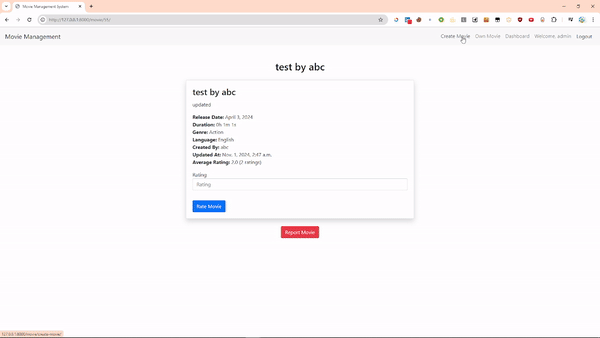 Movie Management System
http://127.0.0.1:8000/movie/
Movie Management
Create Movie Own Movie Dashboard Welcome, admin Logout
test by abc
test by abc
updated
Release Date: April 3, 2024
Duration: 0h 1m 1s
Genre: Action
Language: English
Created By: abc
Updated At: Nov. 1, 2024, 2:47 a.m.
Average Rating: 3.0 (2 ratings)
Rating
Rating
Rate Movie
Report Movie
127.0.0.1:8000/movie/create-movie/